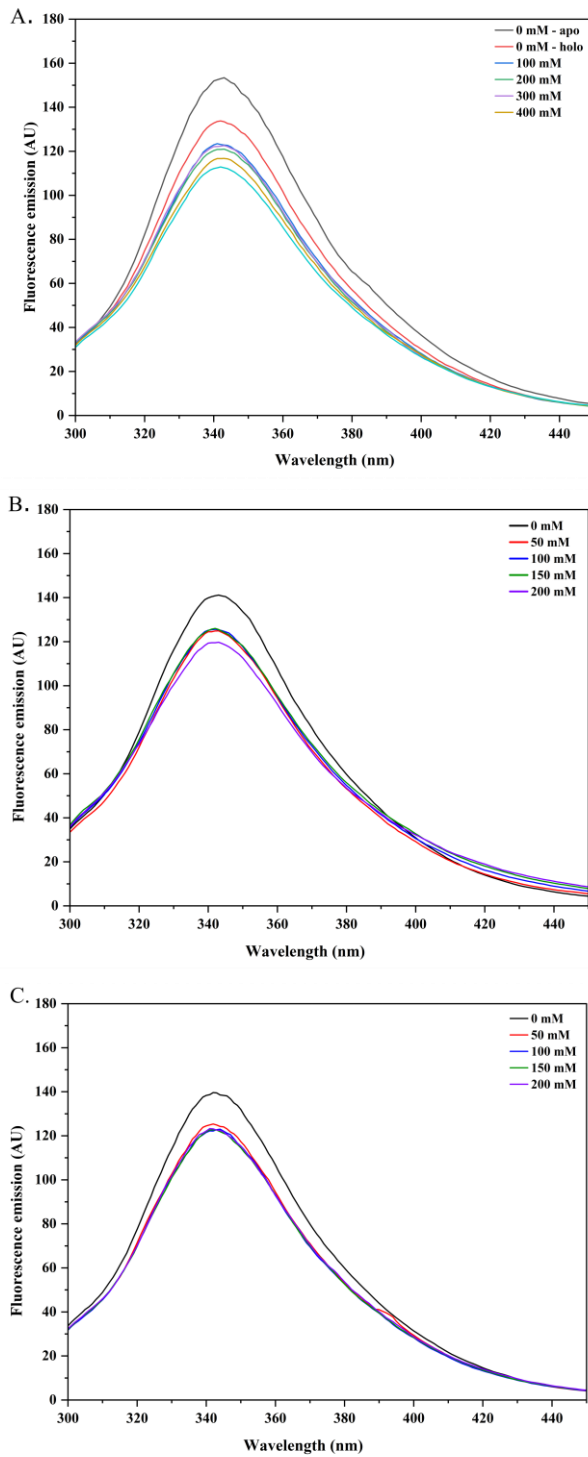 A.
180
160
140
120
100
80
60
40
20
0
Fluorescence emission (AU)
0 mM - apo
0 mM - holo
100 mM
200 mM
300 mM
400 mM
300 320 340 360 380 400 420 440
Wavelength (nm)
B.
180
160
140
120
100
80
60
40
20
0
Fluorescence emission (AU)
0 mM
50 mM
100 mM
150 mM
200 mM
300 320 340 360 380 400 420 440
Wavelength (nm)
C.
180
160
140
120
100
80
60
40
20
0
Fluorescence emission (AU)
0 mM
50 mM
100 mM
150 mM
200 mM
300 320 340 360 380 400 420 440
Wavelength (nm)